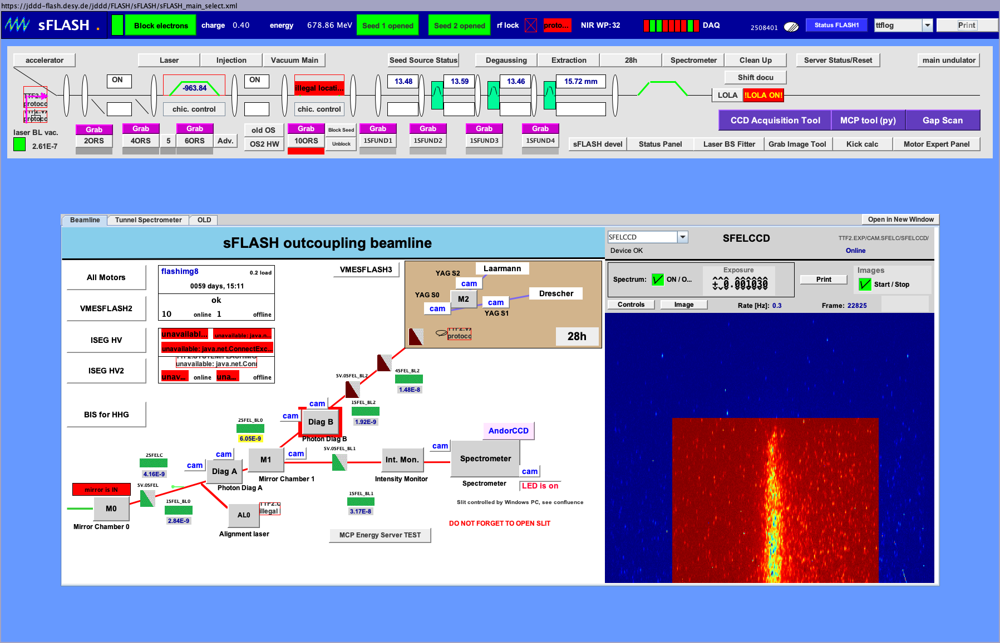 https://jddd-flash.desy.de/jddd/FLASH/sFLASH/sFLASH_main_select.xml
sFLASH . Block electrons charge 0.40 energy 678.86 MeV Seed 1 opened Seed 2 opened rf lock proto... NIR WP: 32 DAQ 2508401 Status FLASH1 ttflog Print
accelerator Laser Injection Vacuum Main Seed Source Status Degaussing Extraction 28h Spectrometer Clean Up Server Status/Reset main undulator
Shift docu
ON -963.84 ON illegal locati... 13.48 13.59 13.46 15.72 mm
LOLA !LOLA ON!
protoco
chic. control chic. control
protoco
CCD Acquisition Tool MCP tool (py) Gap Scan
laser BL vac. Grab Grab Grab old OS Grab Block Seed Grab Grab Grab Grab
2.61E-7 2ORS 4ORS 5 6ORS Adv. OS2 HW 10ORS Unblock 1SFUND1 1SFUND2 1SFUND3 1SFUND4
sFLASH devel Status Panel Laser BS Fitter Grab Image Tool Kick calc Motor Expert Panel
Beamline Tunnel Spectrometer OLD Open in New Window
sFLASH outcoupling beamline
SFELCCD SFELCCD TTF2.EXP/CAM.SFELC/SFELCCD/
Device OK Online
Spectrum: ON / O... Exposure
+ 0.001030
Print Images
Start / Stop
Controls Image Rate [Hz]: 0.3 Frame: 22825
All Motors
VMESFLASH2
ISEG HV
ISEG HV2
BIS for HHG
flashimg8 0.2 load
0059 days, 15:11
ok
10 online 1 offline
unavailabl... unavailable: java.n...
unavailable: java.net.ConnectExc...
unavailable: java.net.Conn
unav... online una... offline
VMESFLASH3
YAG S2 Laarmann
cam
YAG S0 M2 Drescher
cam cam
YAG S1
protoco
28h
4SFEL_BL2
1.48E-8
SV.0SFEL_BL2
1SFEL_BL2
1.92E-9
cam
cam Diag B
Photon Diag B
2SFEL_BL0
6.05E-9
SV.0SFEL_BL1
AndorCCD
cam
M1 cam
Mirror Chamber 1
Int. Mon.
Intensity Monitor
Spectrometer
cam
Spectrometer
LED is on
2SFELC
4.16E-9
cam
cam Diag A
Photon Diag A
SV.0SFEL
mirror is IN
M0
Mirror Chamber 0
1SFEL_BL0
2.84E-9
AL0 illegal
Alignment laser
1SFEL_BL1
3.17E-8
Slit controlled by Windows PC, see confluence
DO NOT FORGET TO OPEN SLIT
MCP Energy Server TEST